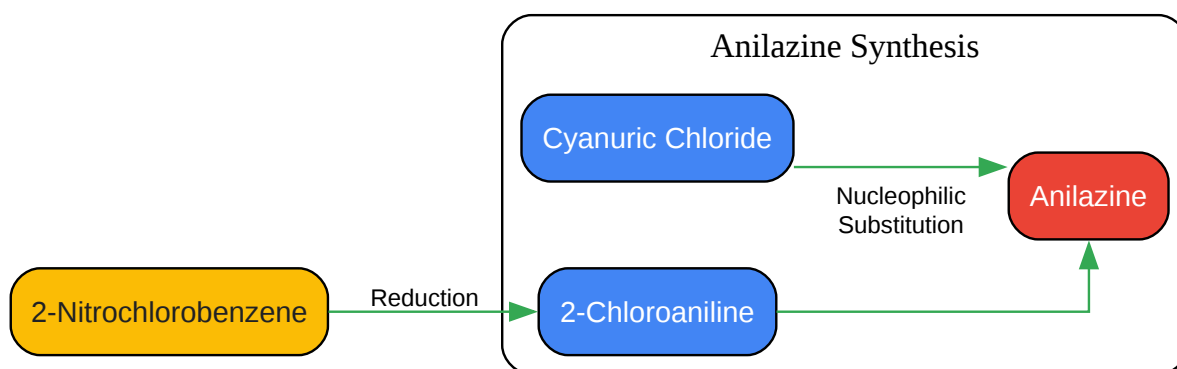 Anilazine Synthesis
Cyanuric Chloride
Nucleophilic
Substitution
Anilazine
2-Nitrochlorobenzene
Reduction
2-Chloroaniline